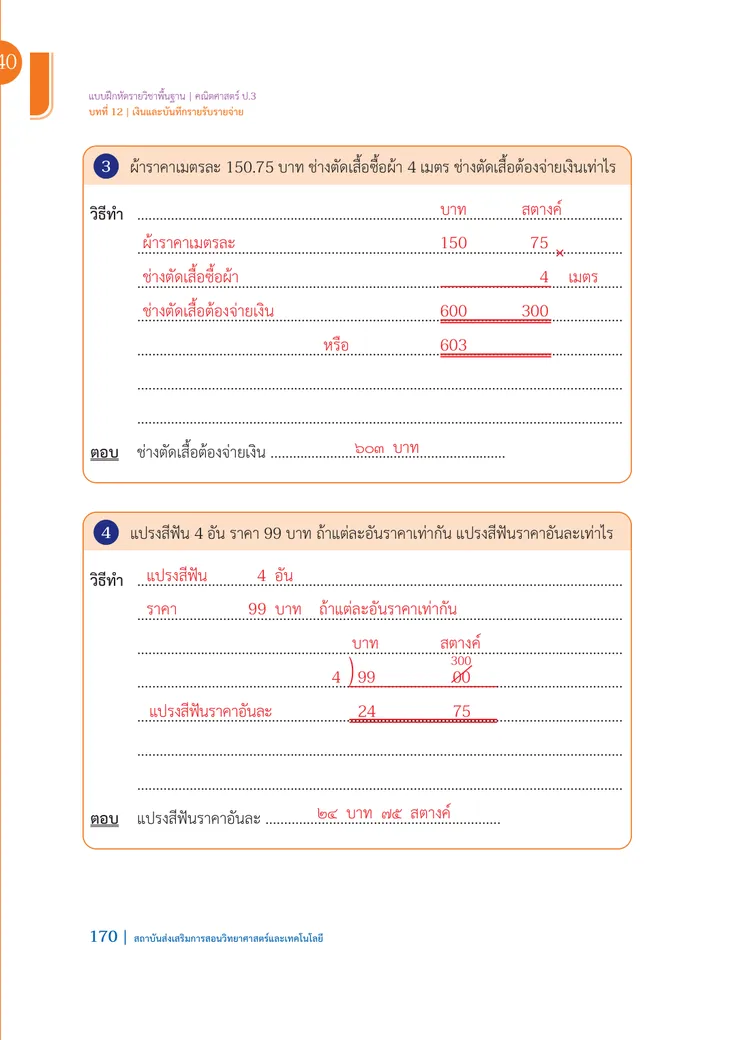 40
แบบฝึกหัดรายวิชาพื้นฐาน | คณิตศาสตร์ ป.3
บทที่ 12 | เงินและบันทึกรายรับรายจ่าย
3 ผ้าราคาเมตรละ 150.75 บาท ช่างตัดเสื้อซื้อผ้า 4 เมตร ช่างตัดเสื้อต้องจ่ายเงินเท่าไร
วิธีทำ บาท สตางค์
ผ้าราคาเมตรละ 150 75 ×
ช่างตัดเสื้อซื้อผ้า 4 เมตร
ช่างตัดเสื้อต้องจ่ายเงิน 600 300
หรือ 603
ตอบ ช่างตัดเสื้อต้องจ่ายเงิน ๖๐๓ บาท
4 แปรงสีฟัน 4 อัน ราคา 99 บาท ถ้าแต่ละอันราคาเท่ากัน แปรงสีฟันราคาอันละเท่าไร
วิธีทำ แปรงสีฟัน 4 อัน
ราคา 99 บาท ถ้าแต่ละอันราคาเท่ากัน
บาท สตางค์
300
4 ) 99 00
แปรงสีฟันราคาอันละ 24 75
ตอบ แปรงสีฟันราคาอันละ ๒๔ บาท ๗๕ สตางค์
170 | สถาบันส่งเสริมการสอนวิทยาศาสตร์และเทคโนโลยี